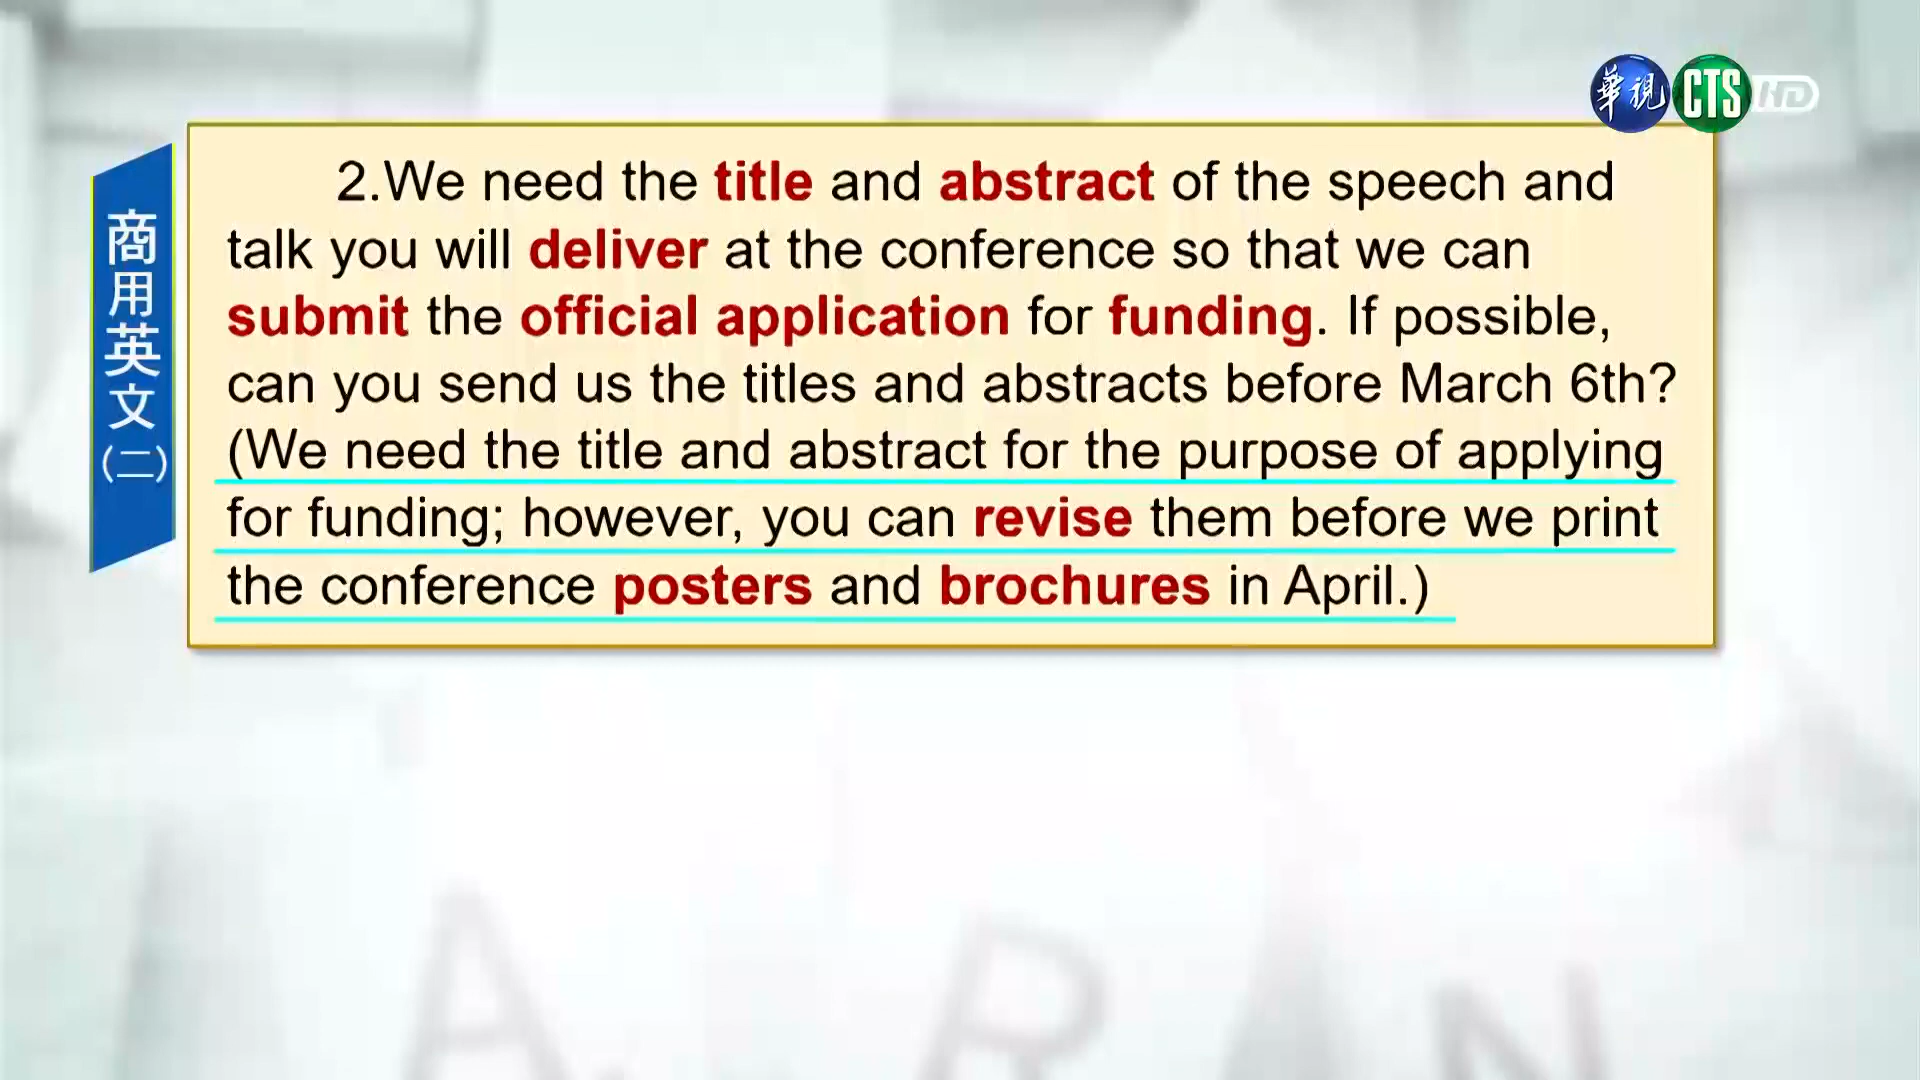 華視 CTS HD
商用英文(二)
2.We need the title and abstract of the speech and
talk you will deliver at the conference so that we can
submit the official application for funding. If possible,
can you send us the titles and abstracts before March 6th?
(We need the title and abstract for the purpose of applying
for funding; however, you can revise them before we print
the conference posters and brochures in April.)
A R N